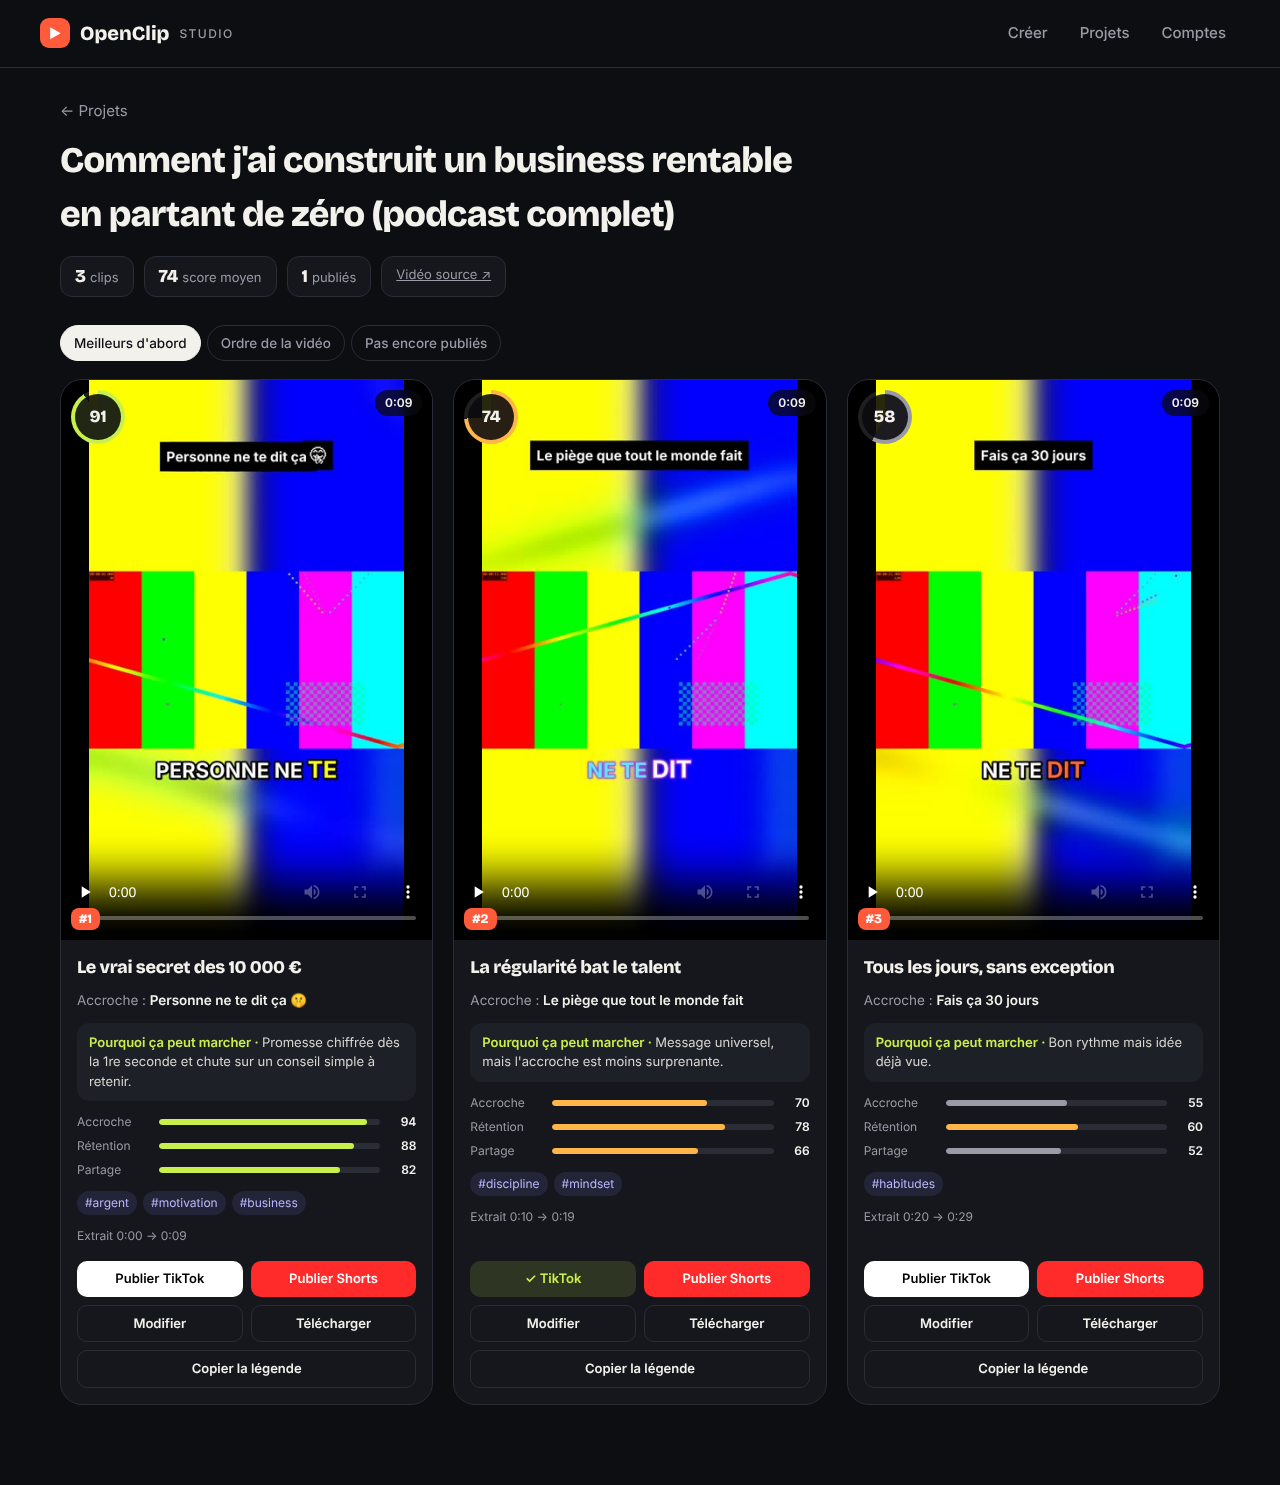 OpenClip STUDIO
Créer Projets Comptes
← Projets
Comment j'ai construit un business rentable
en partant de zéro (podcast complet)
3 clips
74 score moyen
1 publiés
Vidéo source ↗
Meilleurs d'abord
Ordre de la vidéo
Pas encore publiés
91
0:09
Personne ne te dit ça 🤫
PERSONNE NE TE
0:00
#1
Le vrai secret des 10 000 €
Accroche : Personne ne te dit ça 🤫
Pourquoi ça peut marcher · Promesse chiffrée dès
la 1re seconde et chute sur un conseil simple à
retenir.
Accroche 94
Rétention 88
Partage 82
#argent #motivation #business
Extrait 0:00 → 0:09
Publier TikTok
Publier Shorts
Modifier
Télécharger
Copier la légende
74
0:09
Le piège que tout le monde fait
NE TE DIT
0:00
#2
La régularité bat le talent
Accroche : Le piège que tout le monde fait
Pourquoi ça peut marcher · Message universel,
mais l'accroche est moins surprenante.
Accroche 70
Rétention 78
Partage 66
#discipline #mindset
Extrait 0:10 → 0:19
✓ TikTok
Publier Shorts
Modifier
Télécharger
Copier la légende
58
0:09
Fais ça 30 jours
NE TE DIT
0:00
#3
Tous les jours, sans exception
Accroche : Fais ça 30 jours
Pourquoi ça peut marcher · Bon rythme mais idée
déjà vue.
Accroche 55
Rétention 60
Partage 52
#habitudes
Extrait 0:20 → 0:29
Publier TikTok
Publier Shorts
Modifier
Télécharger
Copier la légende